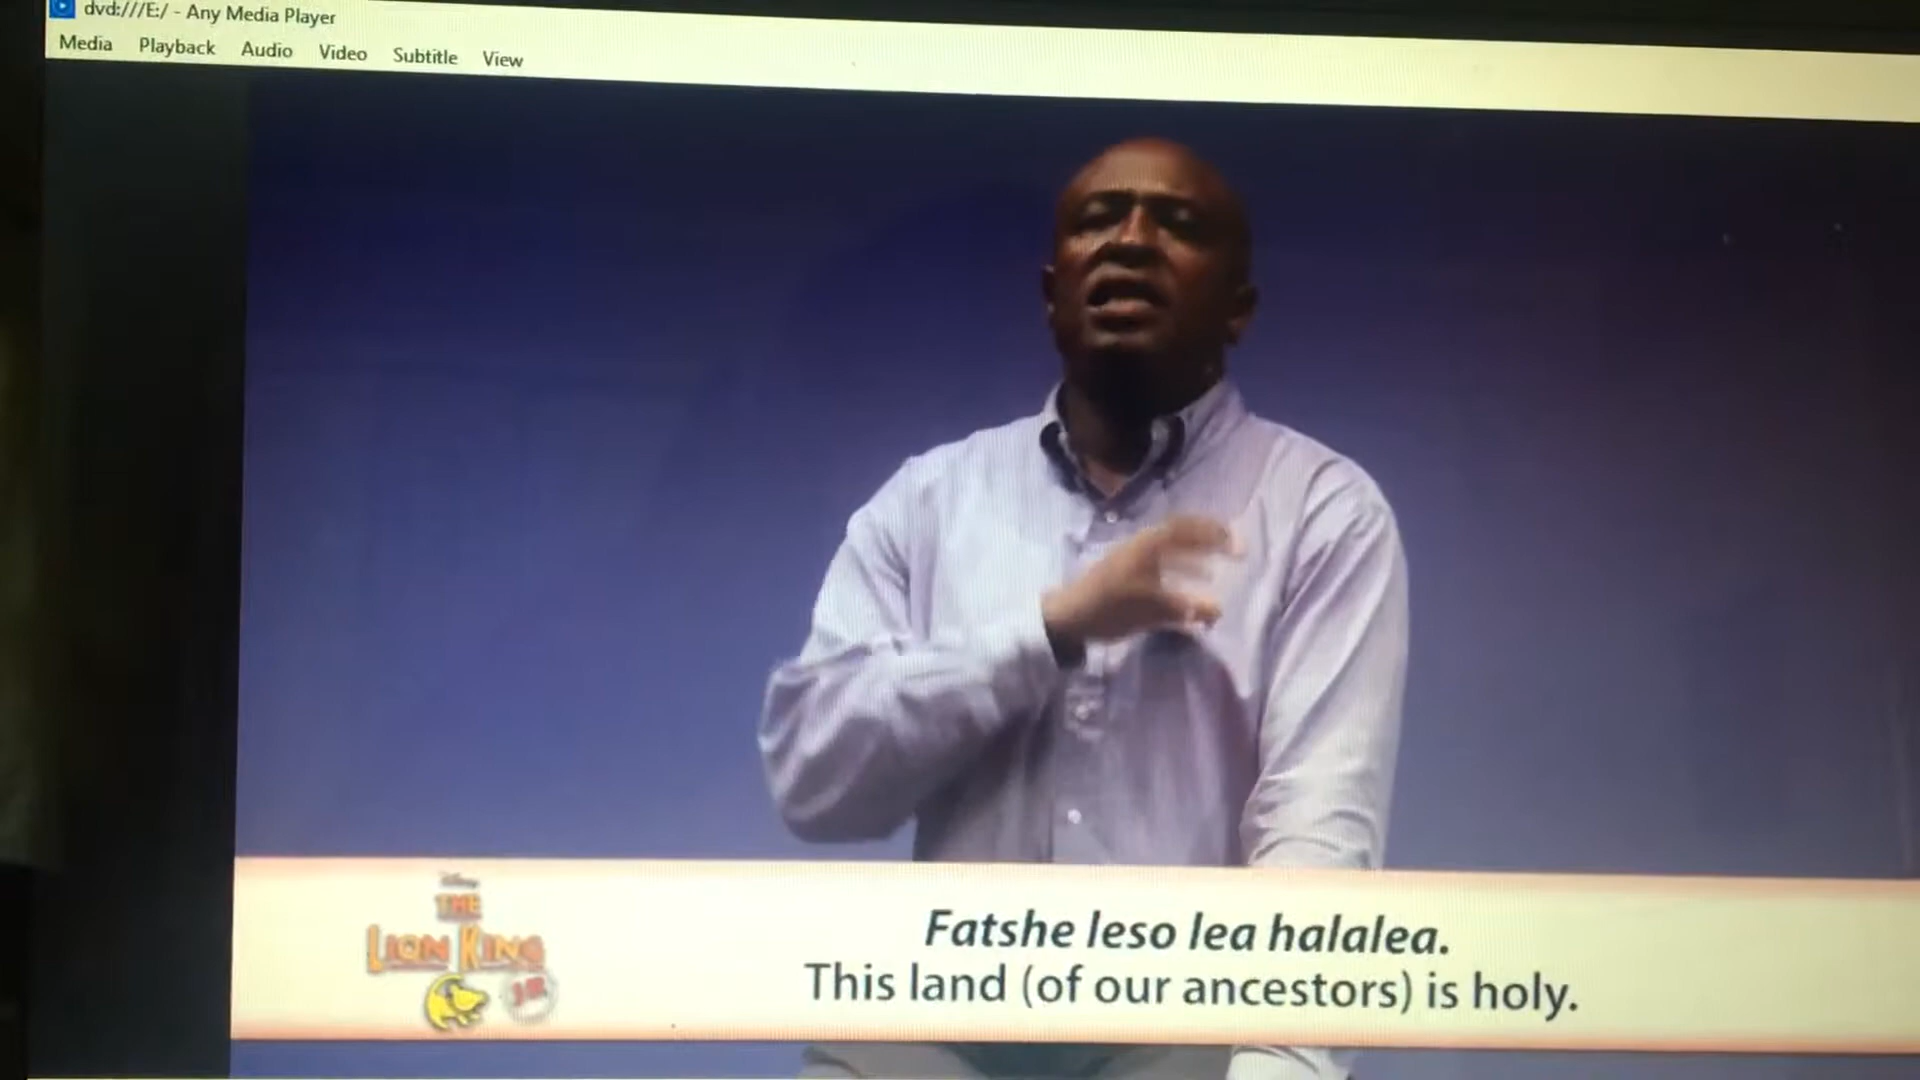 dvd:///E:/ - Any Media Player
Media Playback Audio Video Subtitle View
Disney
THE
LION KING
JR
Fatshe leso lea halalea.
This land (of our ancestors) is holy.